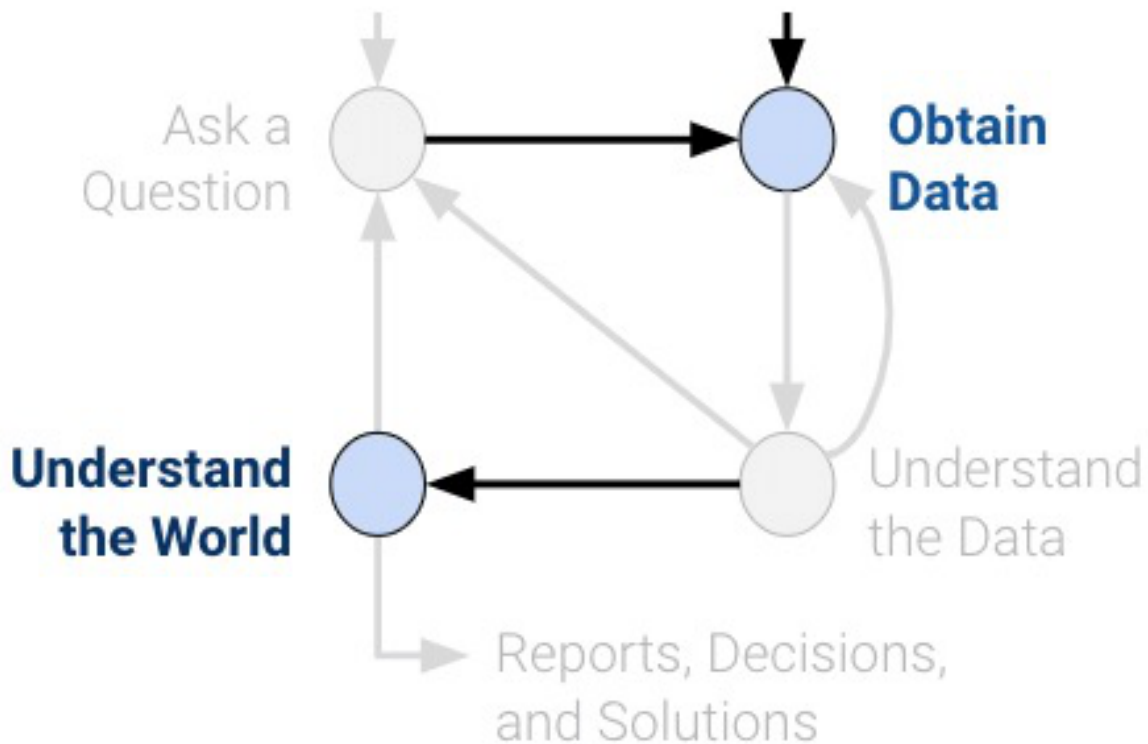 Ask a
Question
Obtain
Data
Understand
the World
Understand
the Data
Reports, Decisions,
and Solutions